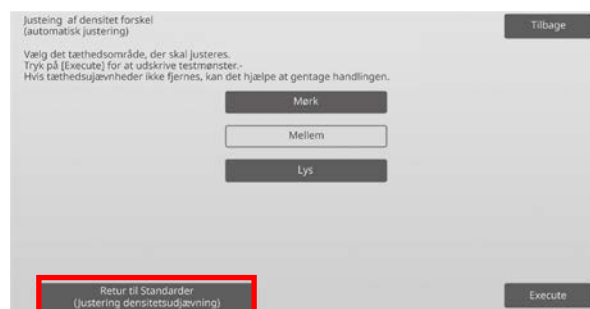 Justeing af densitet forskel
(automatisk justering)
Tilbage
Vælg det tæthedsområde, der skal justeres.
Tryk på [Execute] for at udskrive testmønster.-
Hvis tæthedsujævnheder ikke fjernes, kan det hjælpe at gentage handlingen.
Mørk
Mellem
Lys
Retur til Standarder
(Justering densitetsudjævning)
Execute